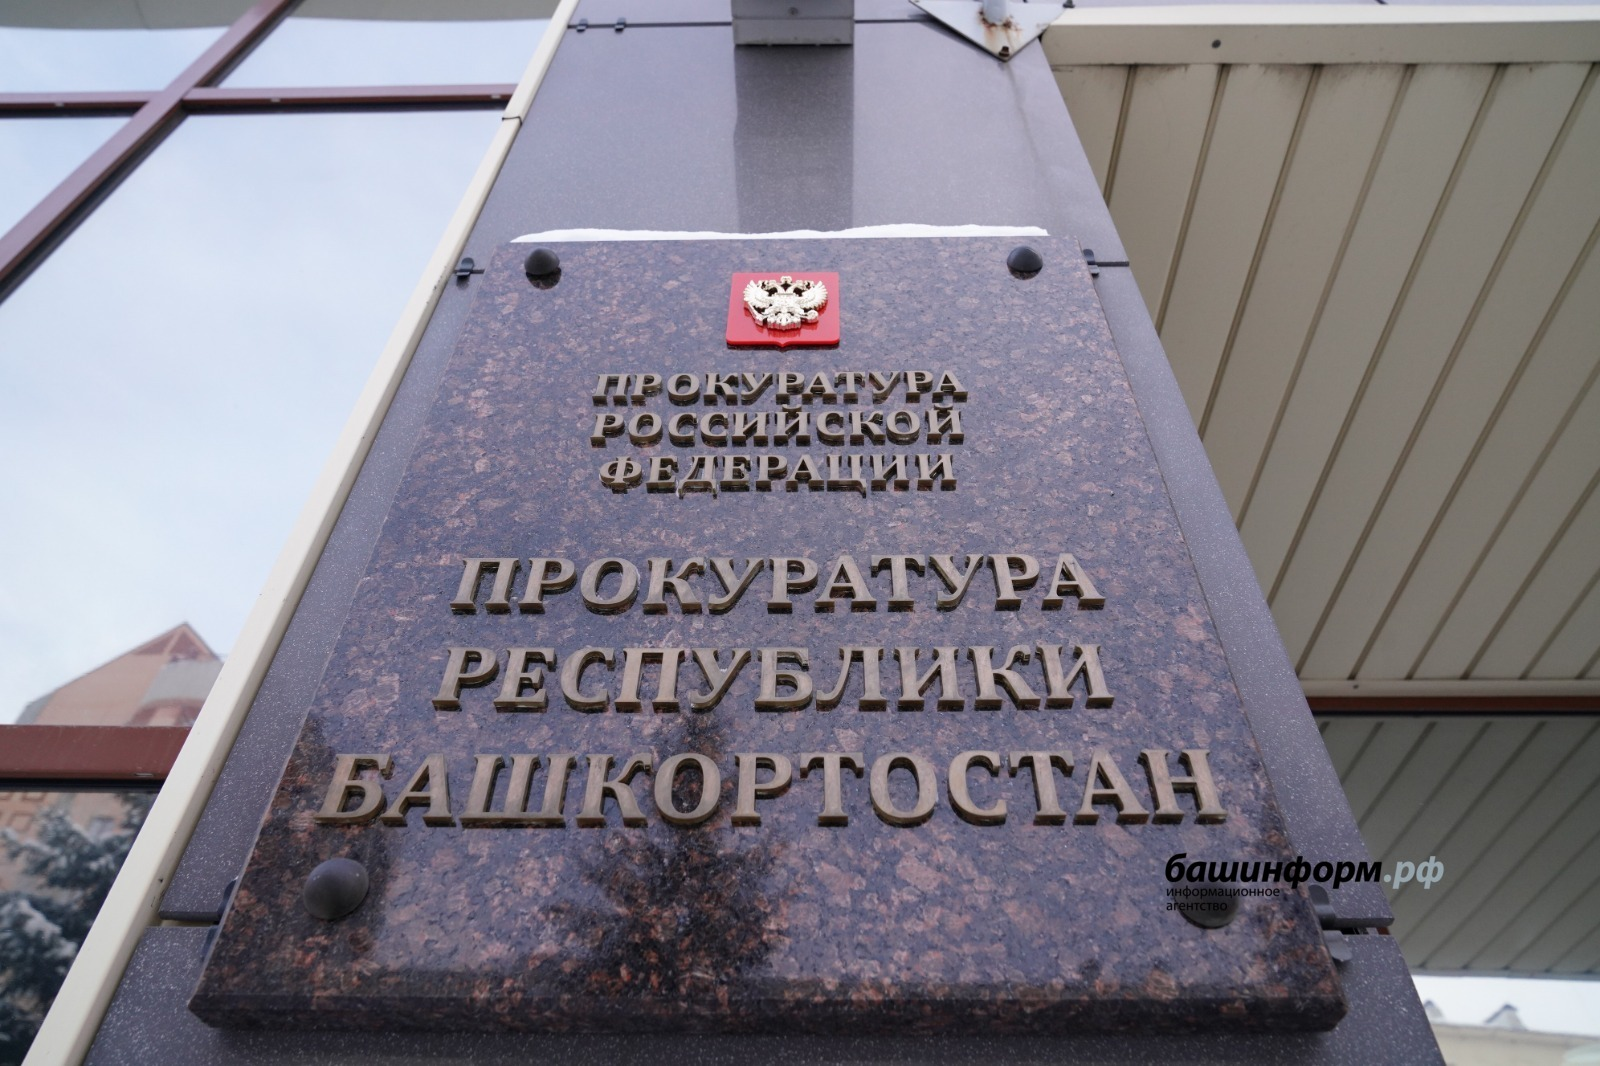 ПРОКУРАТУРА
РОССИЙСКОЙ
ФЕДЕРАЦИИ
ПРОКУРАТУРА
РЕСПУБЛИКИ
БАШКОРТОСТАН
башинформ.рф
информационное
агентство